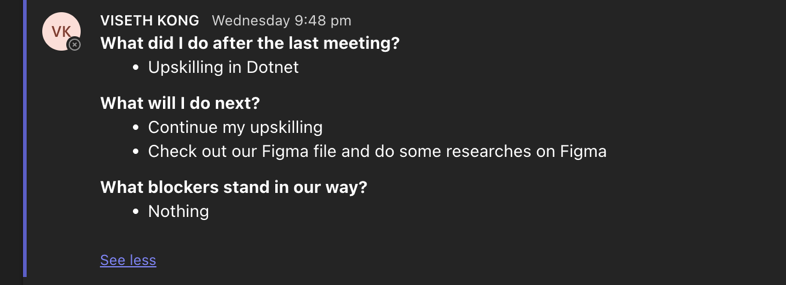 VK VISETH KONG Wednesday 9:48 pm
What did I do after the last meeting?
• Upskilling in Dotnet
What will I do next?
• Continue my upskilling
• Check out our Figma file and do some researches on Figma
What blockers stand in our way?
• Nothing
See less